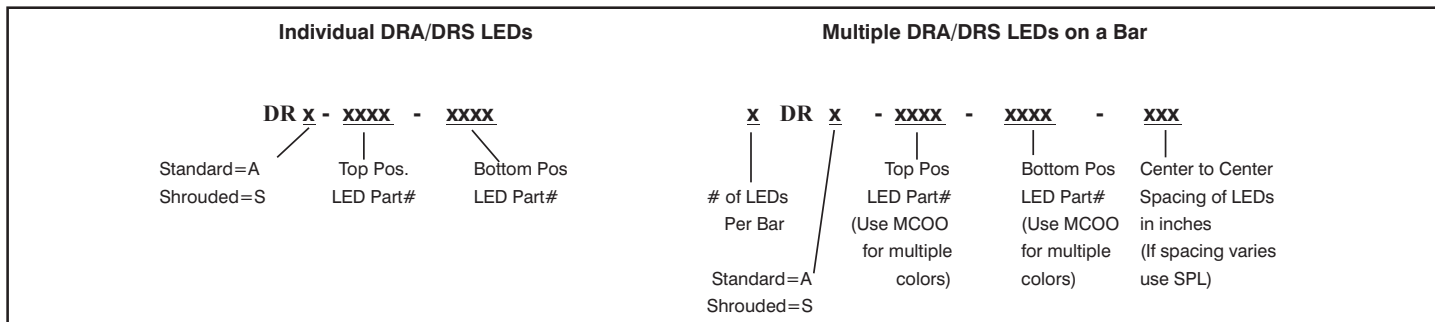 Individual DRA/DRS LEDs
DR x - xxxx - xxxx
Standard=A
Shrouded=S
Top Pos.
LED Part#
Bottom Pos
LED Part#
Multiple DRA/DRS LEDs on a Bar
x DR x - xxxx - xxxx - xxx
# of LEDs
Per Bar
Standard=A
Shrouded=S
Top Pos
LED Part#
(Use MCOO
for multiple
colors)
Bottom Pos
LED Part#
(Use MCOO
for multiple
colors)
Center to Center
Spacing of LEDs
in inches
(If spacing varies
use SPL)